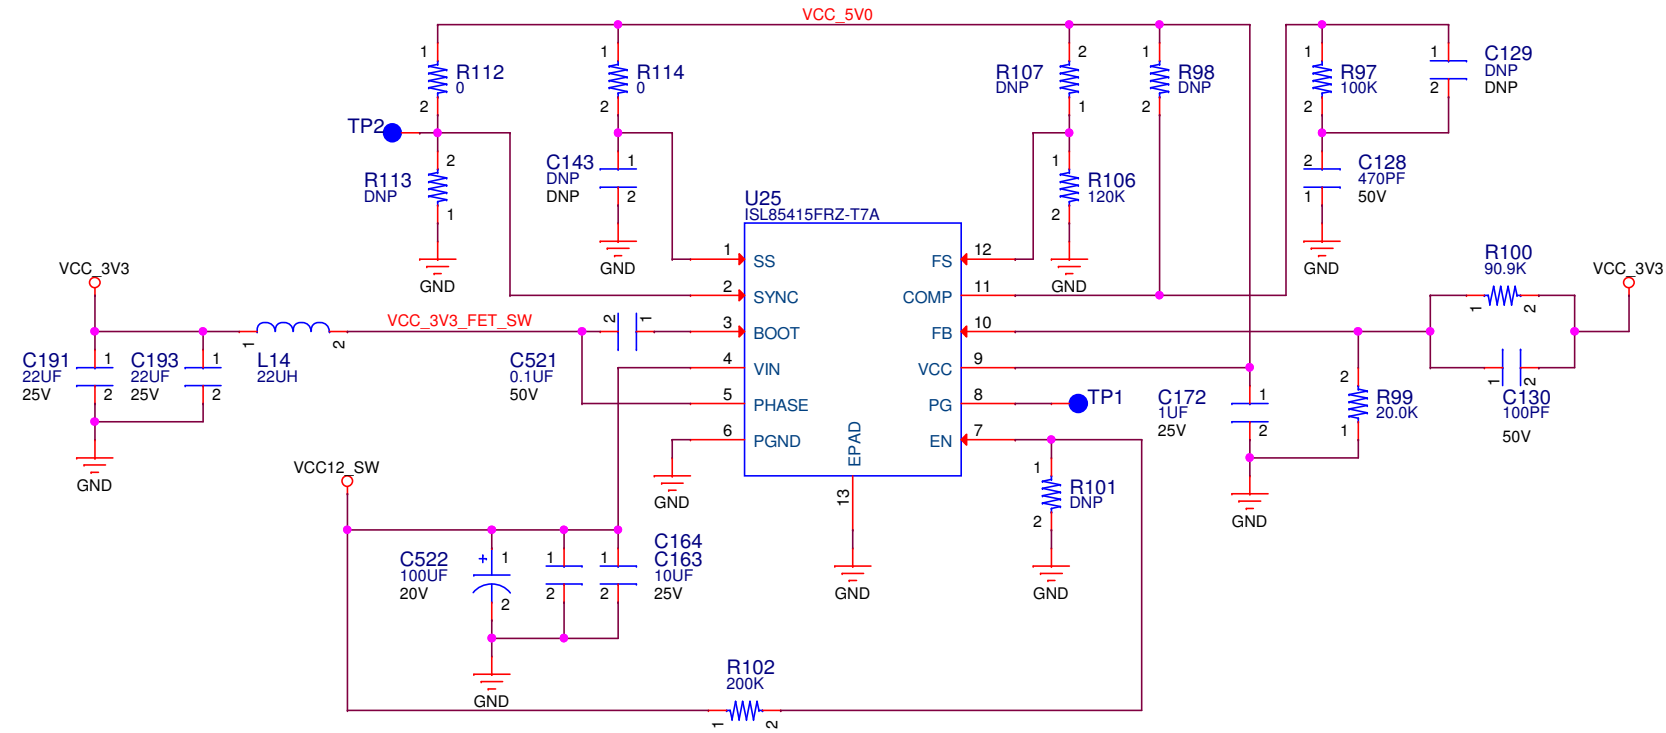 VCC_5V0
1
R112
0
2
1
R114
0
2
2
R107
DNP
1
1
R98
DNP
2
1
R97
100K
2
1
C129
DNP
DNP
2
TP2
2
R113
DNP
1
GND
C143
DNP
DNP
1
2
GND
1
R106
120K
2
GND
2
C128
470PF
50V
1
GND
U25
ISL85415FRZ-T7A
1
SS
2
SYNC
3
BOOT
4
VIN
5
PHASE
6
PGND
12
FS
11
COMP
10
FB
9
VCC
8
PG
7
EN
EPAD
13
GND
VCC_3V3
C191
22UF
25V
1
2
C193
22UF
25V
1
2
GND
1
L14
22UH
2
VCC_3V3_FET_SW
2
1
C521
0.1UF
50V
GND
TP1
C172
1UF
25V
1
2
GND
2
R99
20.0K
1
R100
90.9K
1
2
1
2
C130
100PF
50V
VCC_3V3
1
R101
DNP
2
GND
VCC12_SW
C522
100UF
20V
+
1
2
1
2
1
2
C164
C163
10UF
25V
GND
R102
200K
1
2